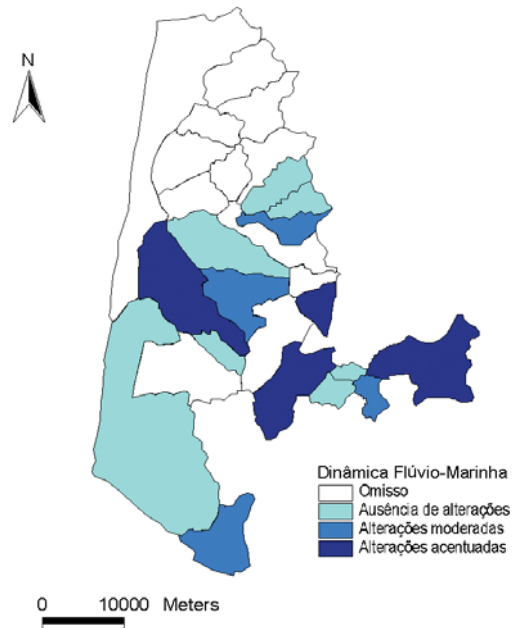 N
Dinâmica Flúvio-Marinha
Omisso
Ausência de alterações
Alterações moderadas
Alterações acentuadas
0 10000 Meters